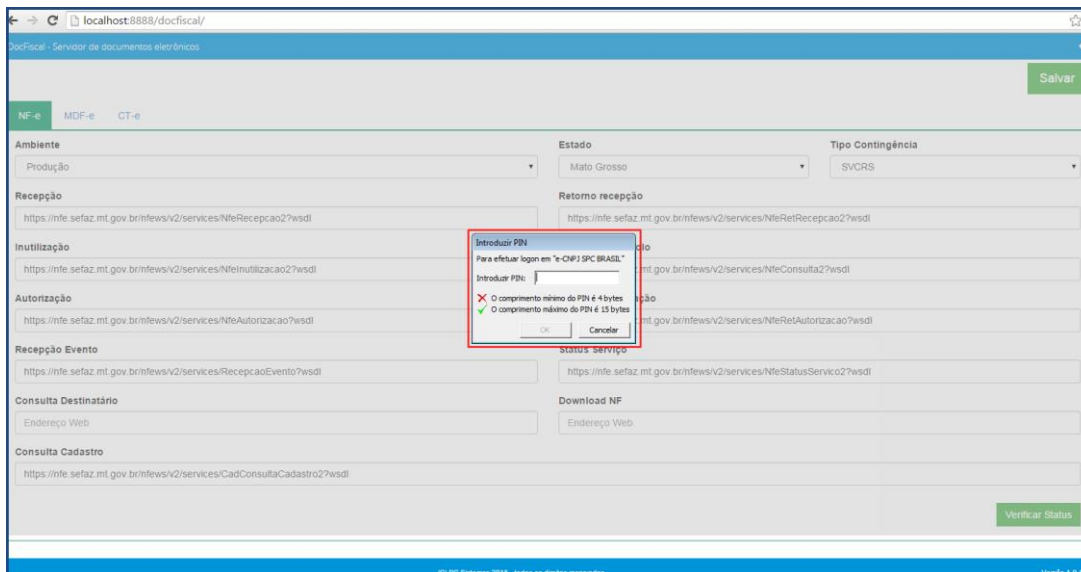 localhost:8888/docfiscal/
DocFiscal - Servidor de documentos eletrônicos
Salvar
NF-e MDF-e CT-e
Ambiente Estado Tipo Contingência
Produção Mato Grosso SVCRS
Recepção Retorno recepção
https://nfe.sefaz.mt.gov.br/nfews/v2/services/NfeRecepcao2?wsdl https://nfe.sefaz.mt.gov.br/nfews/v2/services/NfeRetRecepcao2?wsdl
Introduzir PIN
Inutilização olo
Para efetuar logon em "e-CNPJ SPC BRASIL"
https://nfe.sefaz.mt.gov.br/nfews/v2/services/NfeInutilizacao2?wsdl mt.gov.br/nfews/v2/services/NfeConsulta2?wsdl
Introduzir PIN:
Autorização ção
O comprimento mínimo do PIN é 4 bytes
O comprimento máximo do PIN é 15 bytes
https://nfe.sefaz.mt.gov.br/nfews/v2/services/NfeAutorizacao?wsdl mt.gov.br/nfews/v2/services/NfeRetAutorizacao?wsdl
OK Cancelar
Recepção Evento Status Serviço
https://nfe.sefaz.mt.gov.br/nfews/v2/services/RecepcaoEvento?wsdl https://nfe.sefaz.mt.gov.br/nfews/v2/services/NfeStatusServico2?wsdl
Consulta Destinatário Download NF
Endereço Web Endereço Web
Consulta Cadastro
https://nfe.sefaz.mt.gov.br/nfews/v2/services/CadConsultaCadastro2?wsdl
Verificar Status